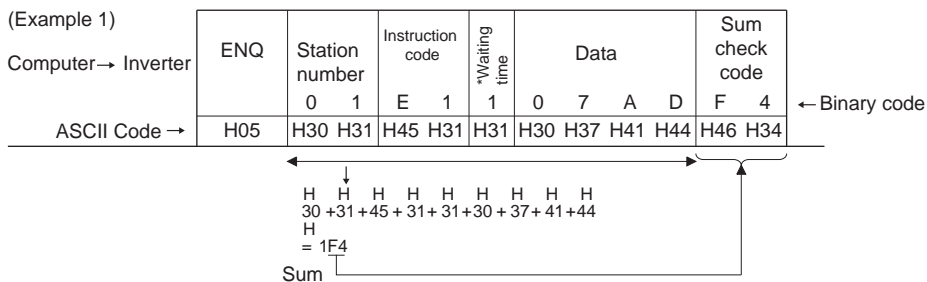 (Example 1)
Computer→ Inverter
ENQ
Station number
Instruction code
*Waiting time
Data
Sum check code
0 1 E 1 1 0 7 A D F 4
←Binary code
ASCII Code →
H05 H30 H31 H45 H31 H31 H30 H37 H41 H44 H46 H34
H H H H H H H H H
30 +31 +45 + 31 + 31 +30 + 37+ 41 +44
H
= 1F4
Sum